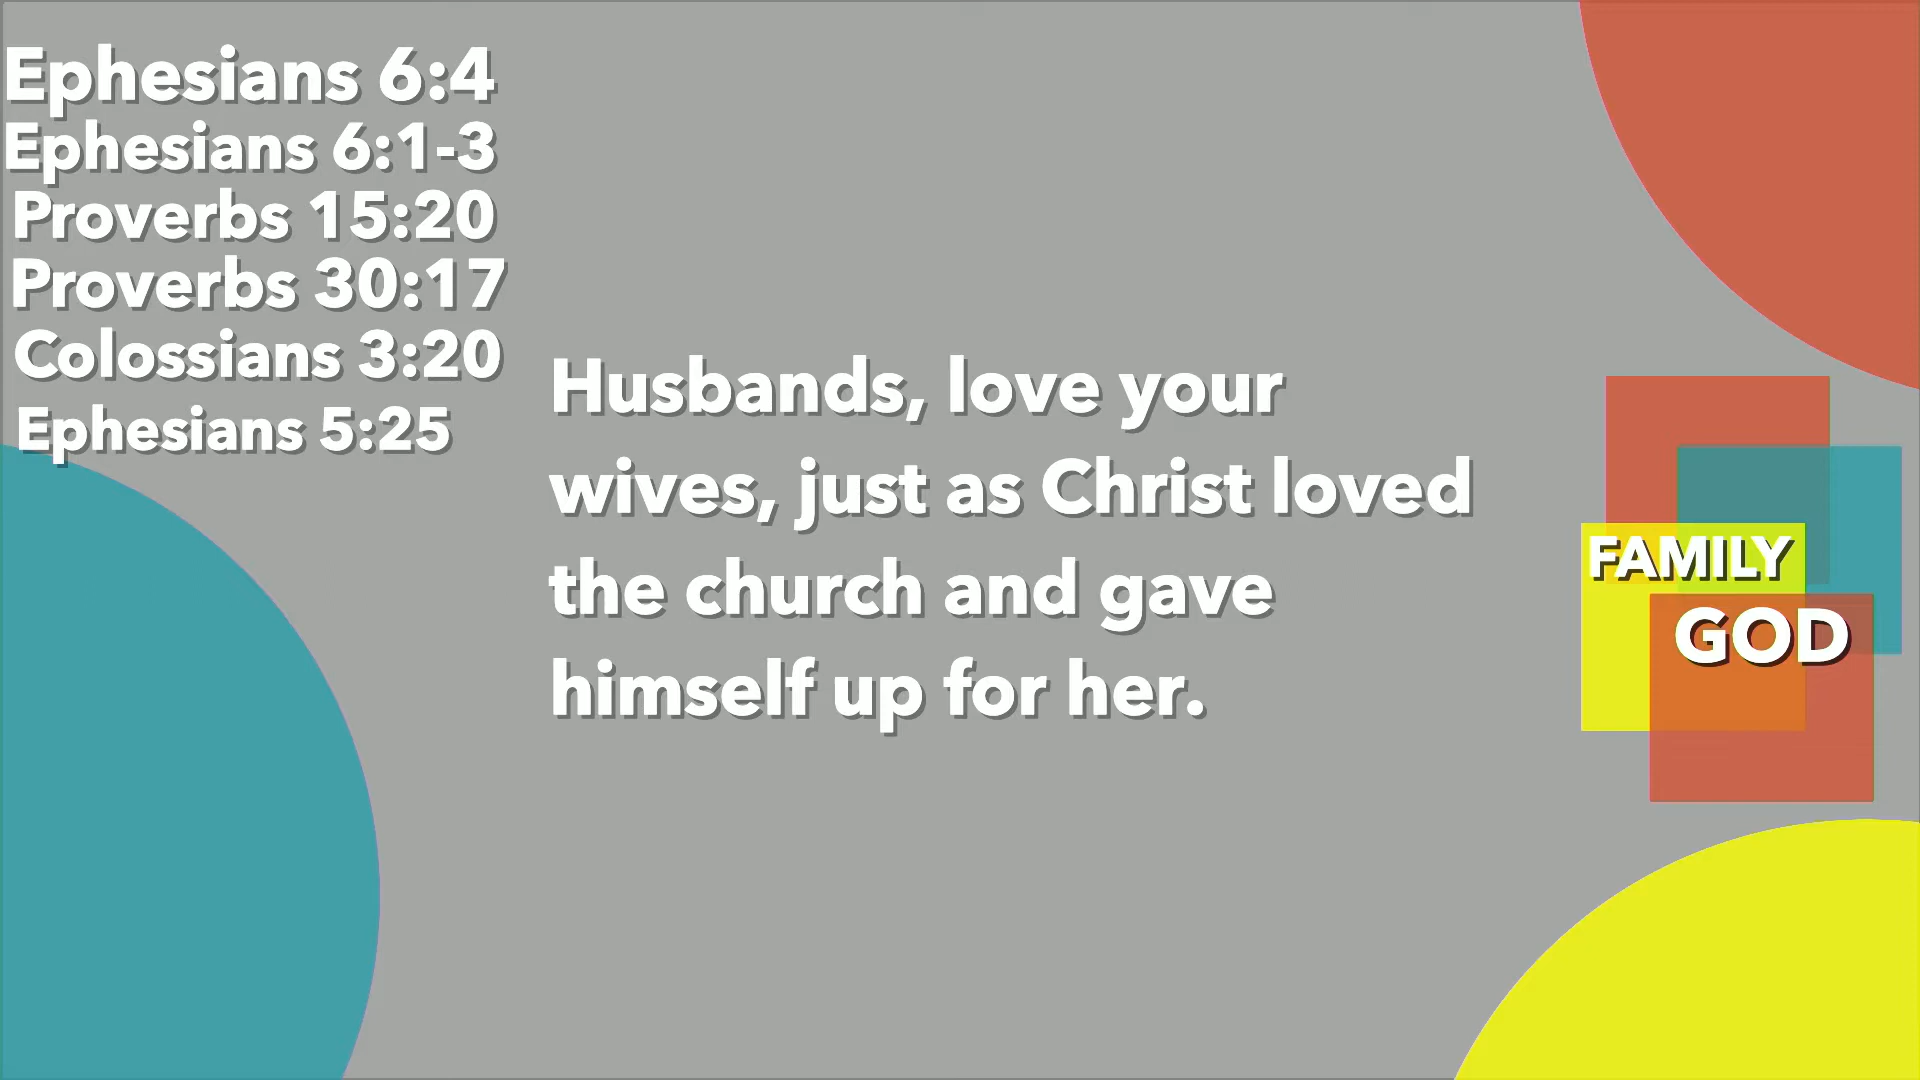 Ephesians 6:4
Ephesians 6:1-3
Proverbs 15:20
Proverbs 30:17
Colossians 3:20
Ephesians 5:25
Husbands, love your
wives, just as Christ loved
the church and gave
himself up for her.
FAMILY
GOD